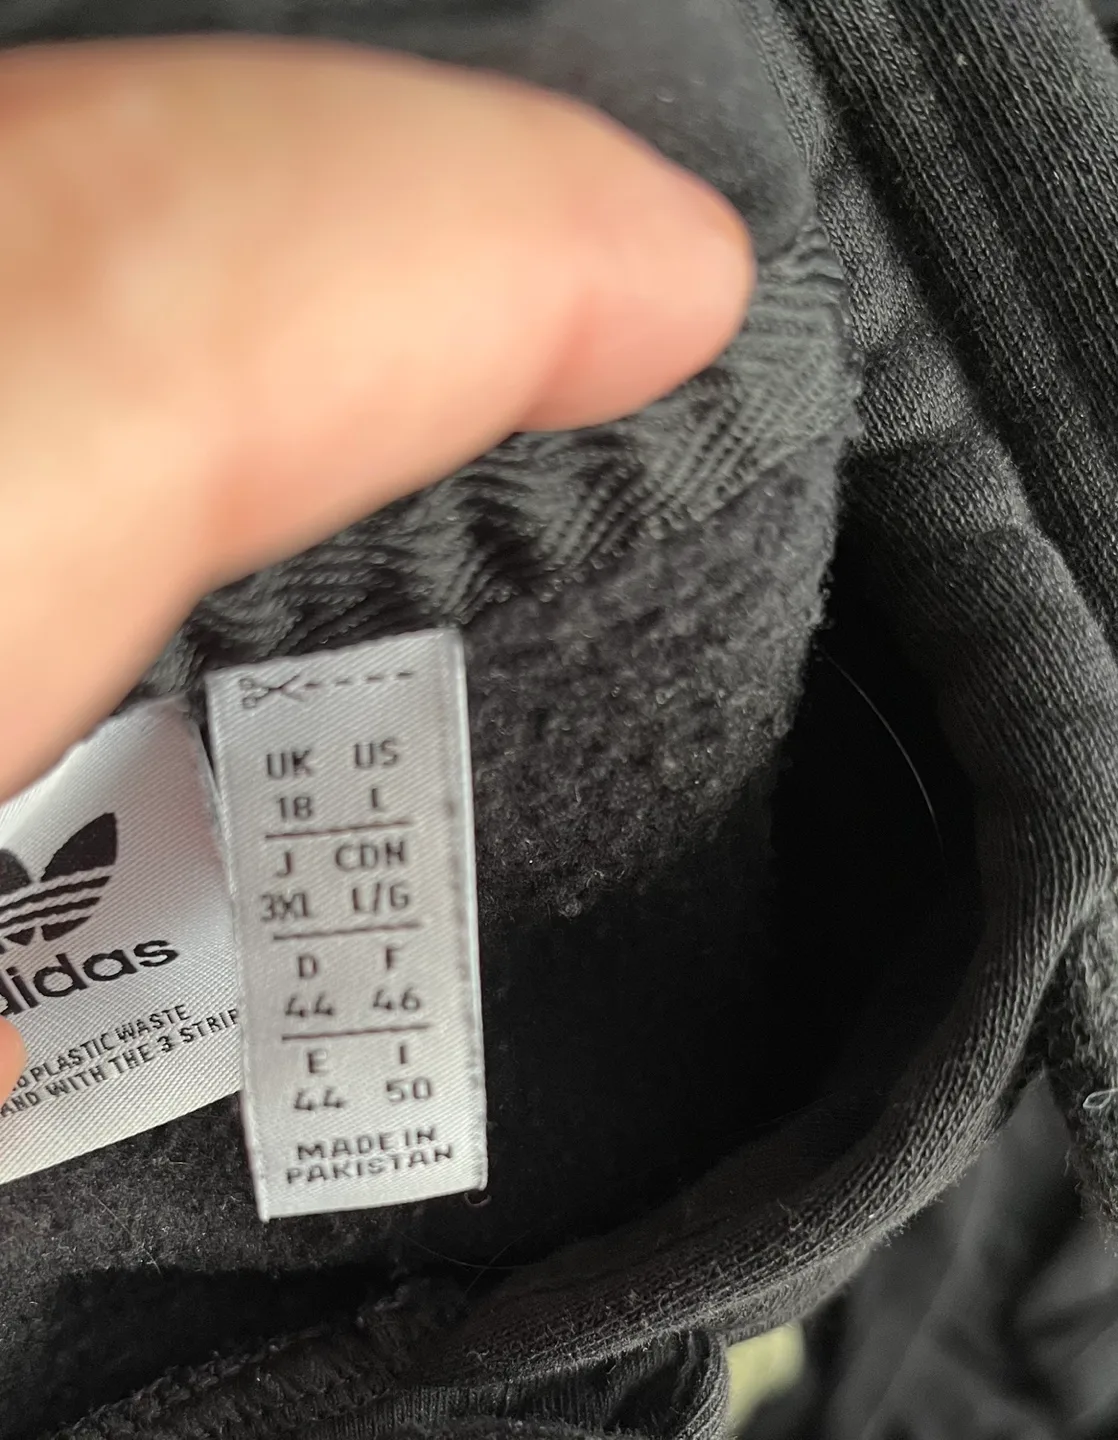 UK US
18 L
J CDN
3XL L/G
D F
44 46
E I
44 50
MADE IN
PAKISTAN
adidas
PLASTIC WASTE
AND WITH THE 3 STRIP